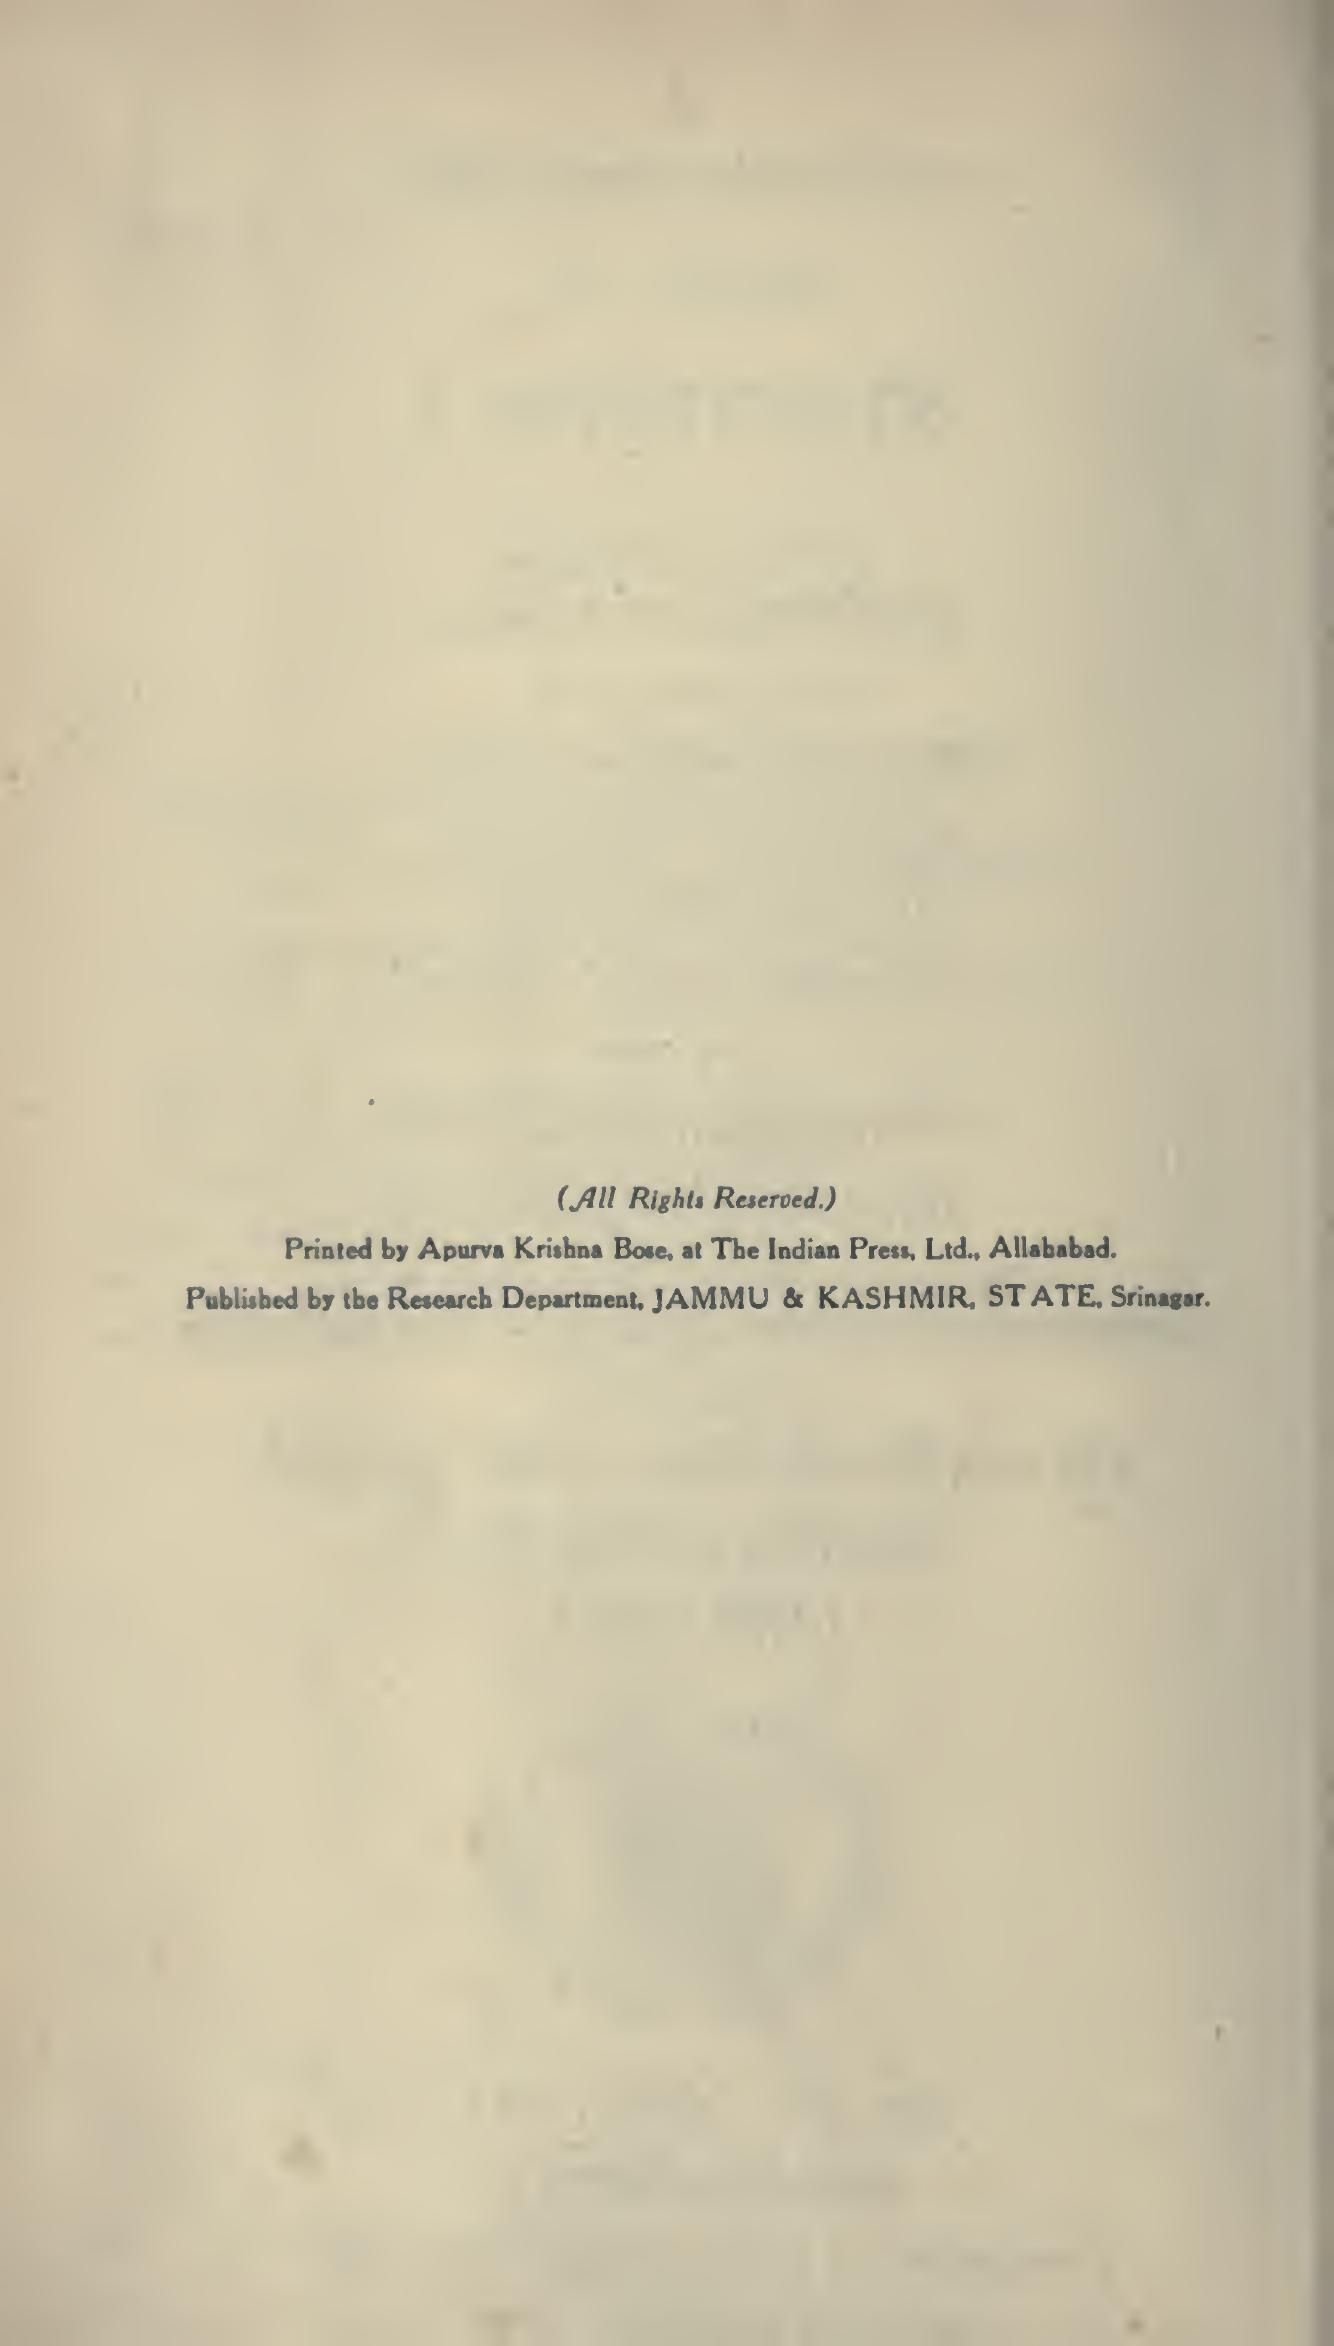 (All Rights Reserved.)
Printed by Apurva Krishna Bose, at The Indian Press, Ltd., Allahabad.
Published by the Research Department, JAMMU & KASHMIR, STATE, Srinagar.